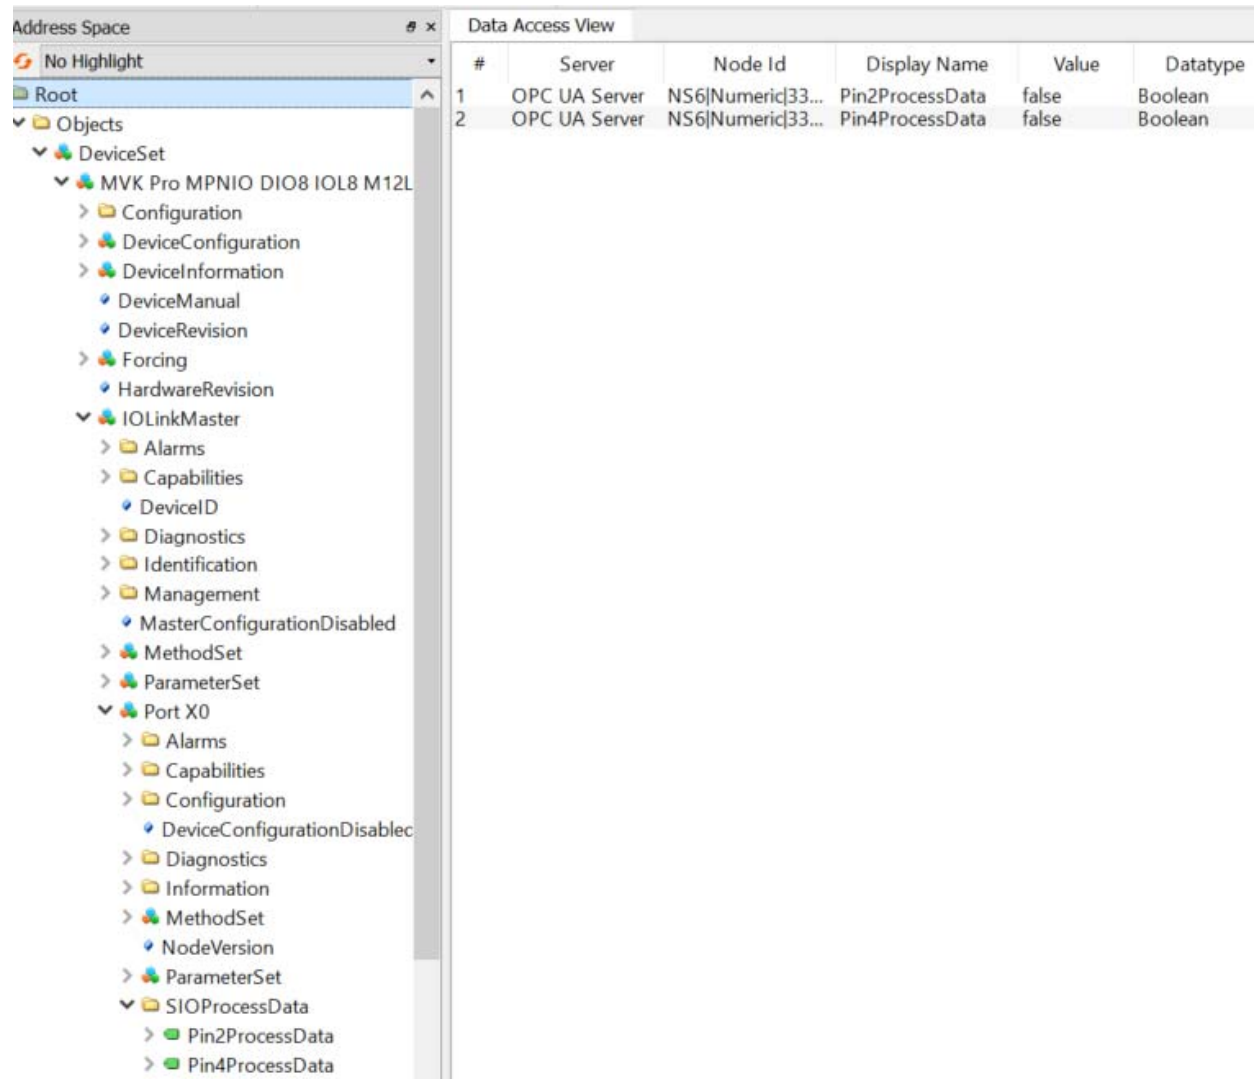 Address Space
No Highlight
Root
Objects
DeviceSet
MVK Pro MPNIO DIO8 IOL8 M12L
Configuration
DeviceConfiguration
DeviceInformation
DeviceManual
DeviceRevision
Forcing
HardwareRevision
IOLinkMaster
Alarms
Capabilities
DeviceID
Diagnostics
Identification
Management
MasterConfigurationDisabled
MethodSet
ParameterSet
Port X0
Alarms
Capabilities
Configuration
DeviceConfigurationDisablec
Diagnostics
Information
MethodSet
NodeVersion
ParameterSet
SIOProcessData
Pin2ProcessData
Pin4ProcessData
Data Access View
# Server Node Id Display Name Value Datatype
1 OPC UA Server NS6|Numeric|33... Pin2ProcessData false Boolean
2 OPC UA Server NS6|Numeric|33... Pin4ProcessData false Boolean